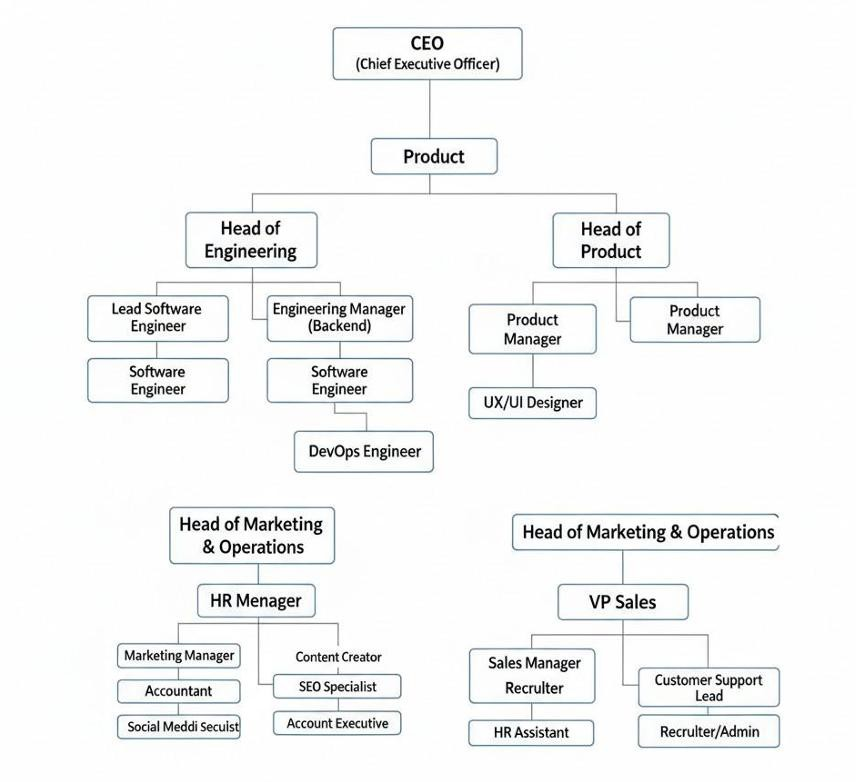 CEO
(Chief Executive Officer)
Product
Head of
Engineering
Head of
Product
Lead Software
Engineer
Engineering Manager
(Backend)
Product
Manager
Product
Manager
Software
Engineer
Software
Engineer
UX/UI Designer
DevOps Engineer
Head of Marketing
& Operations
HR Menager
Marketing Manager
Accountant
Social Meddi Secuist
Content Creator
SEO Specialist
Account Executive
Head of Marketing & Operations
VP Sales
Sales Manager
Recrulter
HR Assistant
Customer Support
Lead
Recrulter/Admin